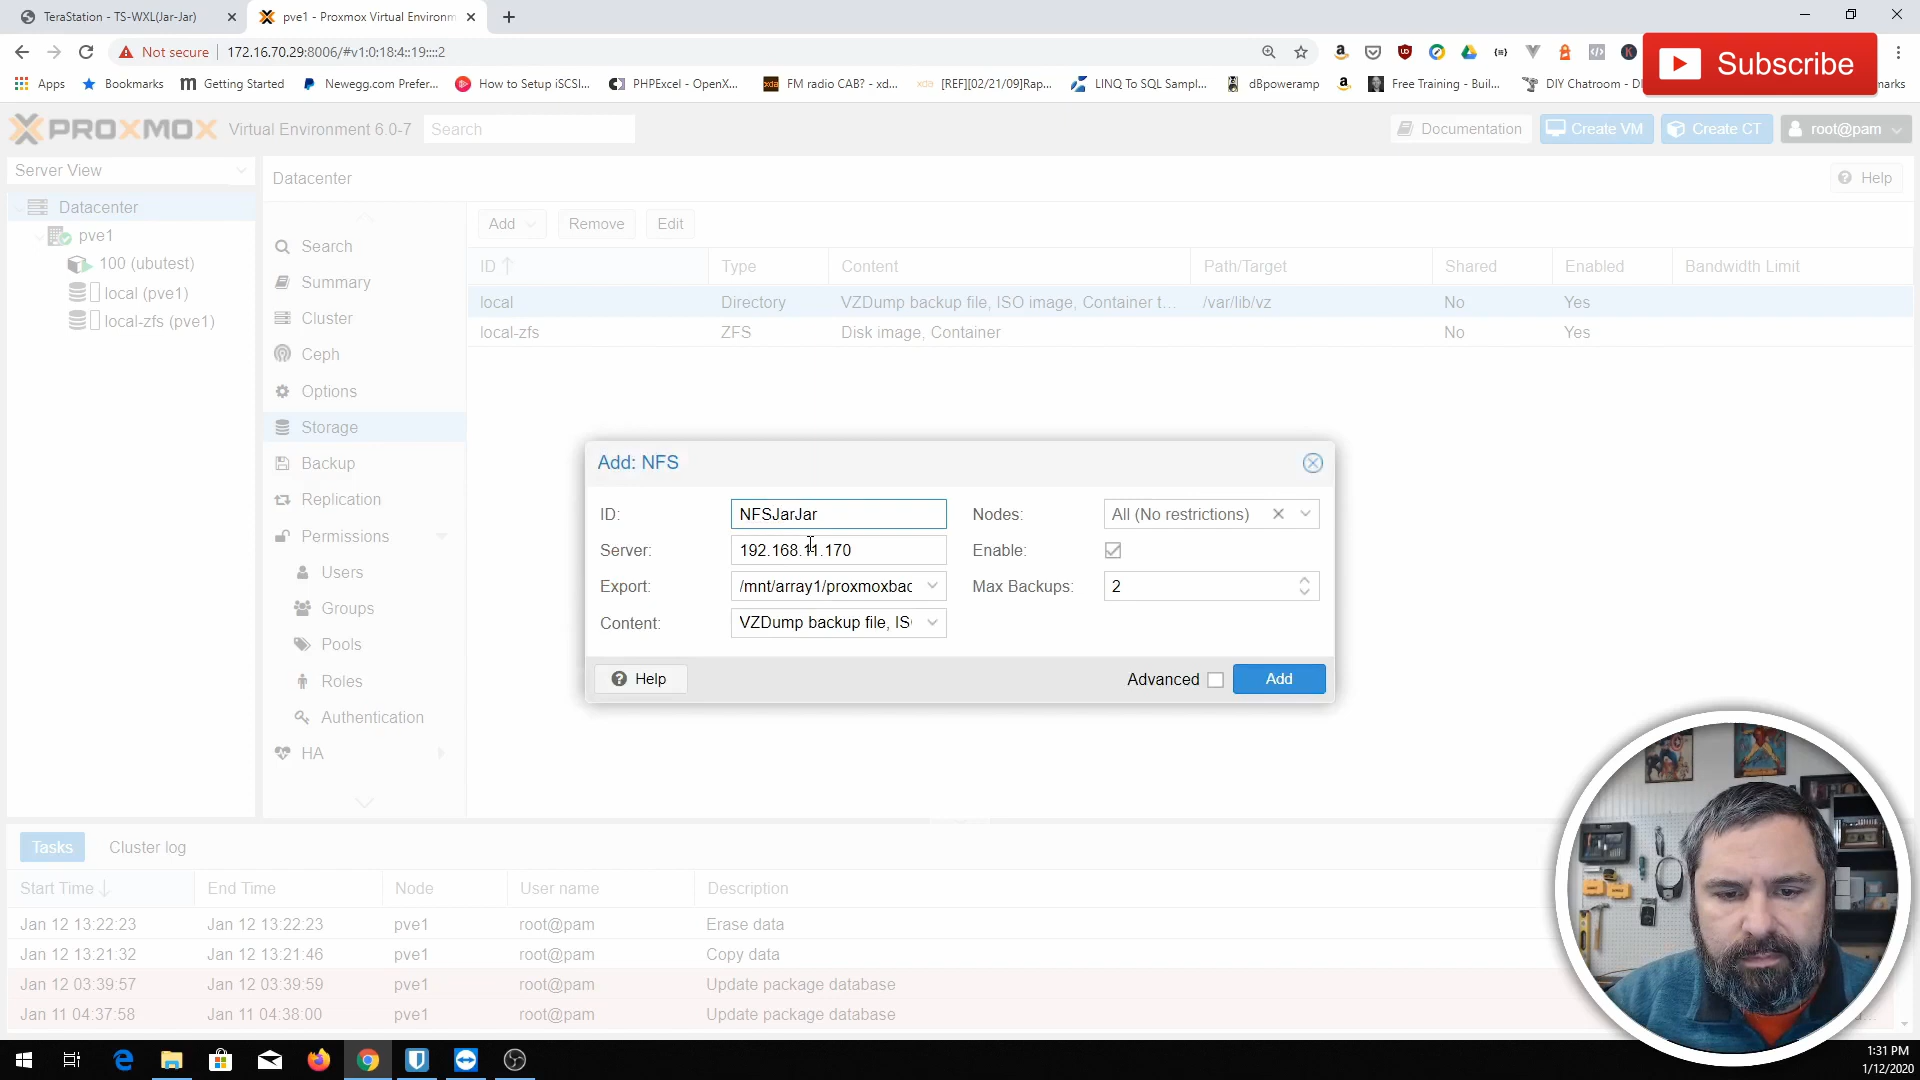 TeraStation - TS-WXL(Jar-Jar)
pve1 - Proxmox Virtual Environm
Not secure
172.16.70.29:8006/#v1:0:18:4::19::::2
Subscribe
Apps
Bookmarks
Getting Started
Newegg.com Prefer...
How to Setup iSCSI...
PHPExcel - OpenX...
FM radio CAB? - xd...
[REF][02/21/09]Rap...
LINQ To SQL Sampl...
dBpoweramp
Free Training - Buil...
DIY Chatroom - DI
marks
PROXMOX
Virtual Environment 6.0-7
Search
Documentation
Create VM
Create CT
root@pam
Server View
Datacenter
Help
Datacenter
pve1
100 (ubutest)
local (pve1)
local-zfs (pve1)
Search
Summary
Cluster
Ceph
Options
Storage
Backup
Replication
Permissions
Users
Groups
Pools
Roles
Authentication
HA
Add
Remove
Edit
ID
Type
Content
Path/Target
Shared
Enabled
Bandwidth Limit
local
Directory
VZDump backup file, ISO image, Container t...
/var/lib/vz
No
Yes
local-zfs
ZFS
Disk image, Container
No
Yes
Add: NFS
ID:
NFSJarJar
Nodes:
All (No restrictions)
Server:
192.168.11.170
Enable:
Export:
/mnt/array1/proxmoxbac
Max Backups:
2
Content:
VZDump backup file, IS
Help
Advanced
Add
Tasks
Cluster log
Start Time
End Time
Node
User name
Description
Jan 12 13:22:23
Jan 12 13:22:23
pve1
root@pam
Erase data
Jan 12 13:21:32
Jan 12 13:21:46
pve1
root@pam
Copy data
Jan 12 03:39:57
Jan 12 03:39:59
pve1
root@pam
Update package database
Jan 11 04:37:58
Jan 11 04:38:00
pve1
root@pam
Update package database
1:31 PM
1/12/2020